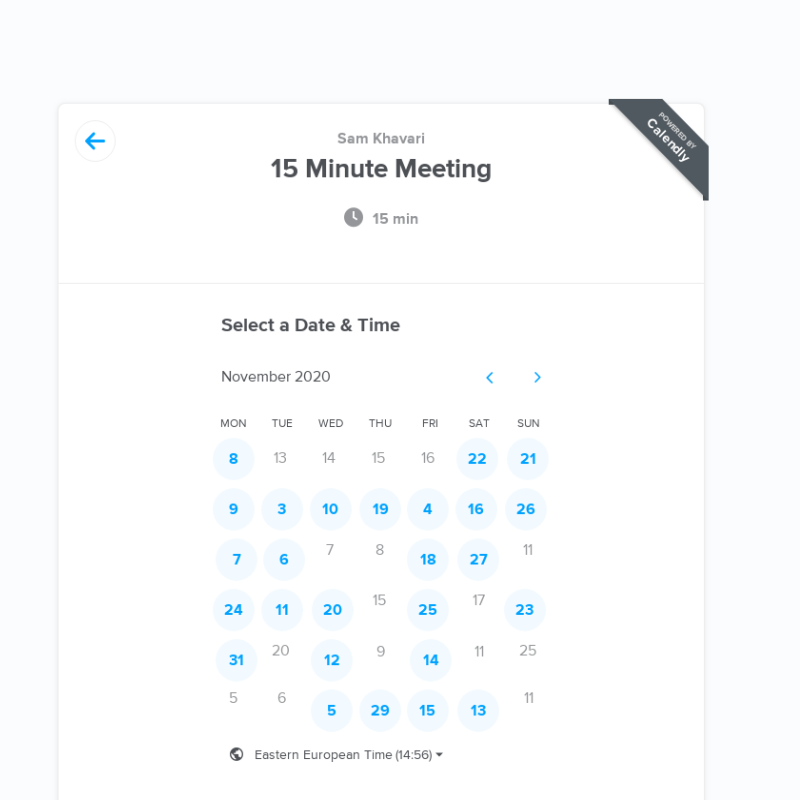 Sam Khavari
15 Minute Meeting
POWERED BY
Calendly
15 min
Select a Date & Time
November 2020
MON TUE WED THU FRI SAT SUN
8 13 14 15 16 22 21
9 3 10 19 4 16 26
7 6 7 8 18 27 11
24 11 20 15 25 17 23
31 20 12 9 14 11 25
5 6 5 29 15 13 11
Eastern European Time (14:56)